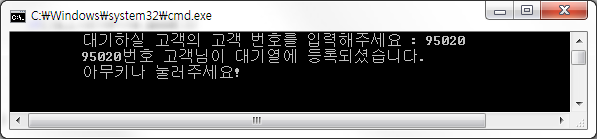 C:₩Windows₩system32₩cmd.exe
대기하실 고객의 고객 번호를 입력해주세요 : 95020
95020번호 고객님이 대기열에 등록되셨습니다.
아무키나 눌러주세요!